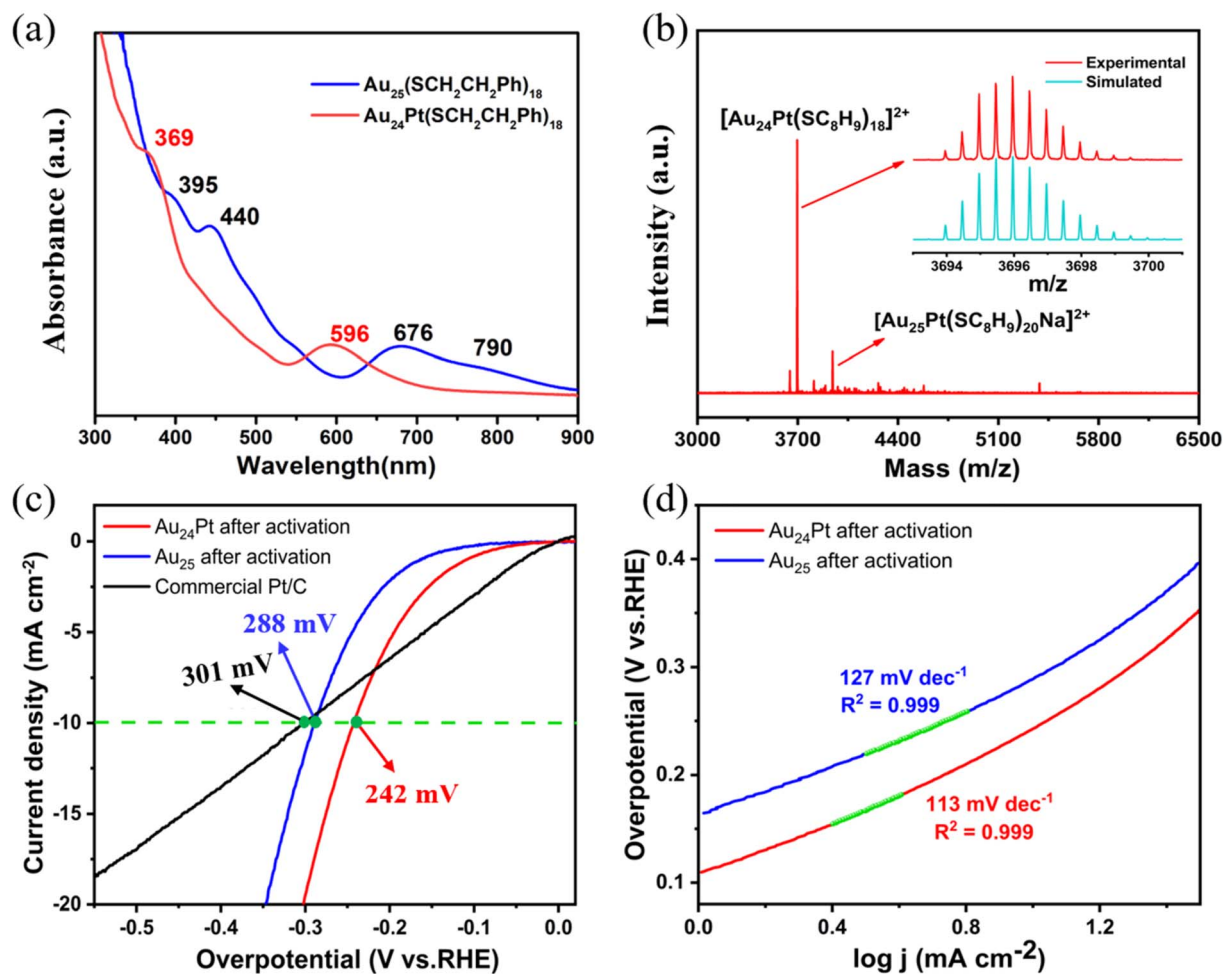 (a)
Au₂₅(SCH₂CH₂Ph)₁₈
Au₂₄Pt(SCH₂CH₂Ph)₁₈
369
395
440
596
676
790
Absorbance (a.u.)
300 400 500 600 700 800 900
Wavelength(nm)
(b)
Experimental
Simulated
[Au₂₄Pt(SC₈H₉)₁₈]²⁺
3694 3696 3698 3700
m/z
[Au₂₅Pt(SC₈H₉)₂₀Na]²⁺
Intensity (a.u.)
3000 3700 4400 5100 5800 6500
Mass (m/z)
(c)
Au₂₄Pt after activation
Au₂₅ after activation
Commercial Pt/C
288 mV
301 mV
242 mV
0
-5
-10
-15
-20
Current density (mA cm⁻²)
-0.5 -0.4 -0.3 -0.2 -0.1 0.0
Overpotential (V vs.RHE)
(d)
Au₂₄Pt after activation
Au₂₅ after activation
127 mV dec⁻¹
R² = 0.999
113 mV dec⁻¹
R² = 0.999
0.4
0.3
0.2
0.1
Overpotential (V vs.RHE)
0.0 0.4 0.8 1.2
log j (mA cm⁻²)